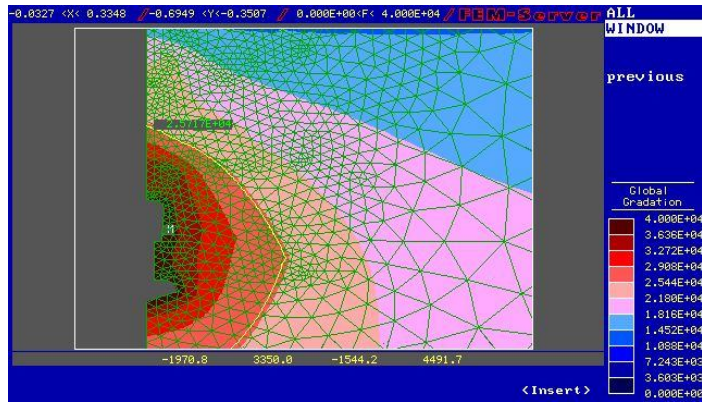 -0.0327 <X< 0.3348 /-0.6949 <Y<-0.3507 / 0.000E+00<F< 4.000E+04 / FEM-Server
ALL
WINDOW
previous
2.5717E+04
M
Global
Gradation
4.000E+04
3.636E+04
3.272E+04
2.908E+04
2.544E+04
2.180E+04
1.816E+04
1.452E+04
1.088E+04
7.243E+03
3.603E+03
0.000E+00
-1970.8 3350.0 -1544.2 4491.7
<Insert>